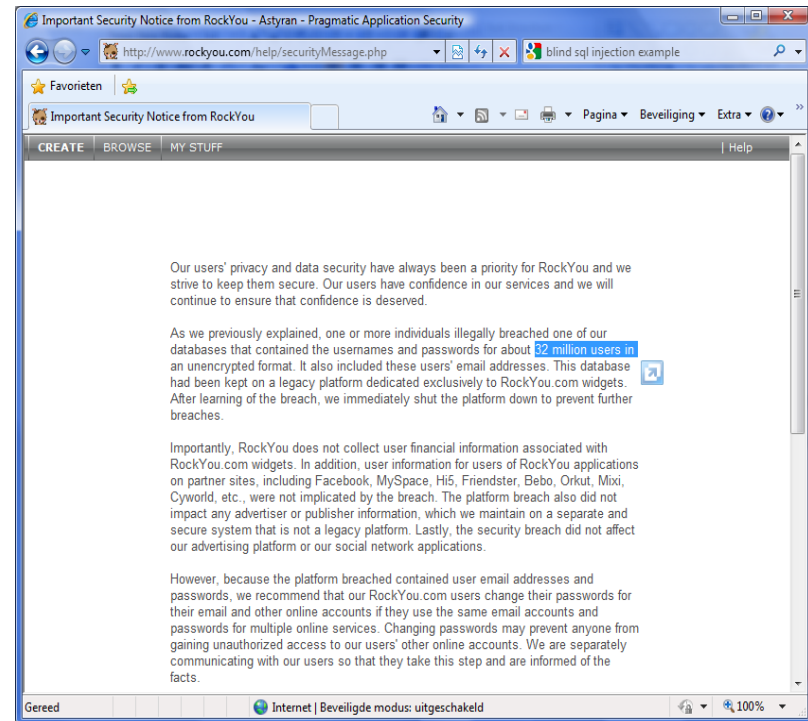 Important Security Notice from RockYou - Astyran - Pragmatic Application Security
http://www.rockyou.com/help/securityMessage.php
blind sql injection example
Favorieten
Important Security Notice from RockYou
Pagina
Beveiliging
Extra
CREATE
BROWSE
MY STUFF
| Help
Our users' privacy and data security have always been a priority for RockYou and we
strive to keep them secure. Our users have confidence in our services and we will
continue to ensure that confidence is deserved.
As we previously explained, one or more individuals illegally breached one of our
databases that contained the usernames and passwords for about 32 million users in
an unencrypted format. It also included these users' email addresses. This database
had been kept on a legacy platform dedicated exclusively to RockYou.com widgets.
After learning of the breach, we immediately shut the platform down to prevent further
breaches.
Importantly, RockYou does not collect user financial information associated with
RockYou.com widgets. In addition, user information for users of RockYou applications
on partner sites, including Facebook, MySpace, Hi5, Friendster, Bebo, Orkut, Mixi,
Cyworld, etc., were not implicated by the breach. The platform breach also did not
impact any advertiser or publisher information, which we maintain on a separate and
secure system that is not a legacy platform. Lastly, the security breach did not affect
our advertising platform or our social network applications.
However, because the platform breached contained user email addresses and
passwords, we recommend that our RockYou.com users change their passwords for
their email and other online accounts if they use the same email accounts and
passwords for multiple online services. Changing passwords may prevent anyone from
gaining unauthorized access to our users' other online accounts. We are separately
communicating with our users so that they take this step and are informed of the
facts.
Gereed
Internet | Beveiligde modus: uitgeschakeld
100%